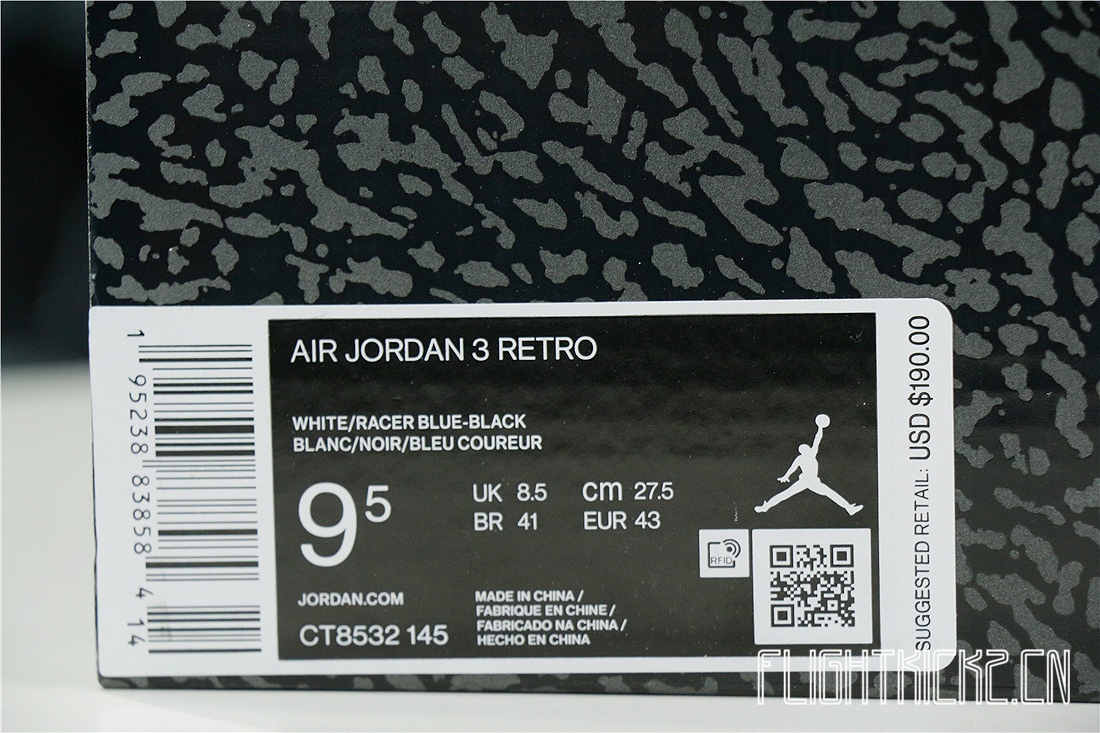 AIR JORDAN 3 RETRO
WHITE/RACER BLUE-BLACK
BLANC/NOIR/BLEU COUREUR
9 5
UK 8.5 cm 27.5
BR 41 EUR 43
JORDAN.COM
CT8532 145
MADE IN CHINA /
FABRIQUE EN CHINE /
FABRICADO NA CHINA /
HECHO EN CHINA
RFID
SUGGESTED RETAIL: USD $190.00
1 95238 83858 4 14
FLIGHTKICKZ.CN